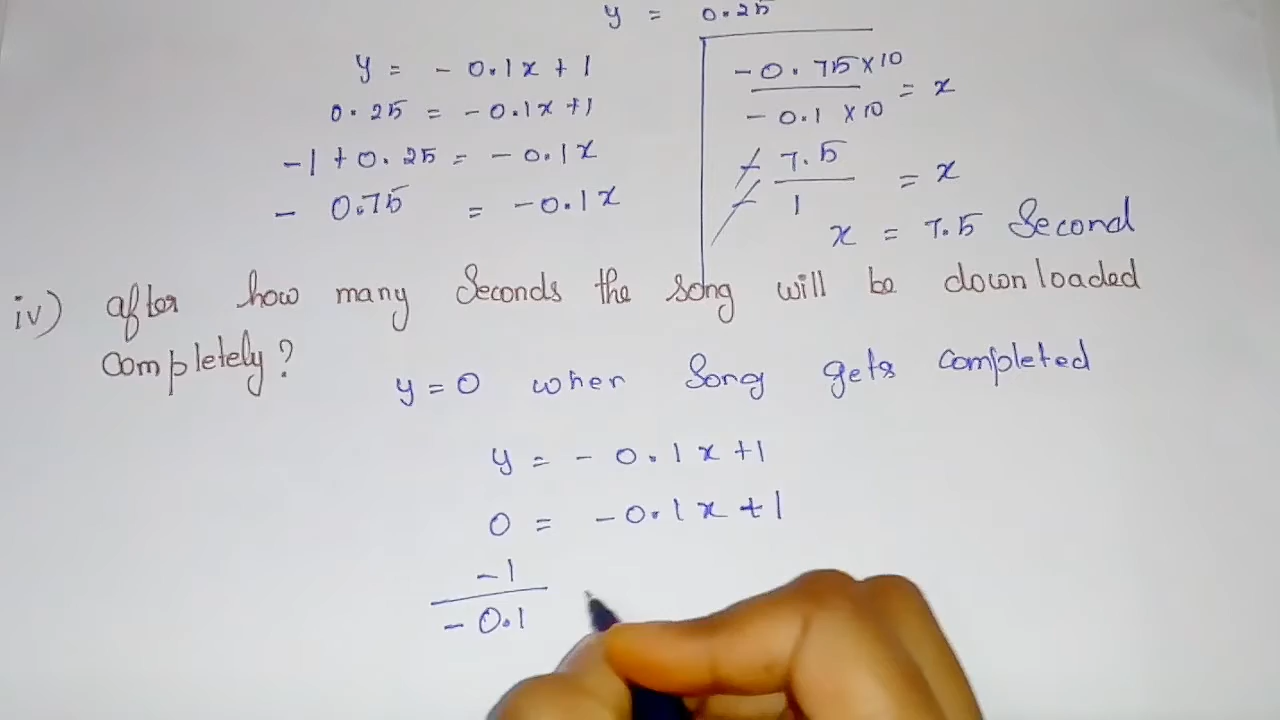 y = 0.25
y = - 0.1x + 1
0.25 = - 0.1x + 1
-1 + 0.25 = - 0.1x
- 0.75 = - 0.1x
- 0.75 × 10
- 0.1 × 10
= x
- 7.5
- 1
= x
x = 7.5 Second
iv) after how many Seconds the song will be downloaded
completely?
y = 0 when Song gets completed
y = - 0.1x + 1
0 = - 0.1x + 1
- 1
- 0.1